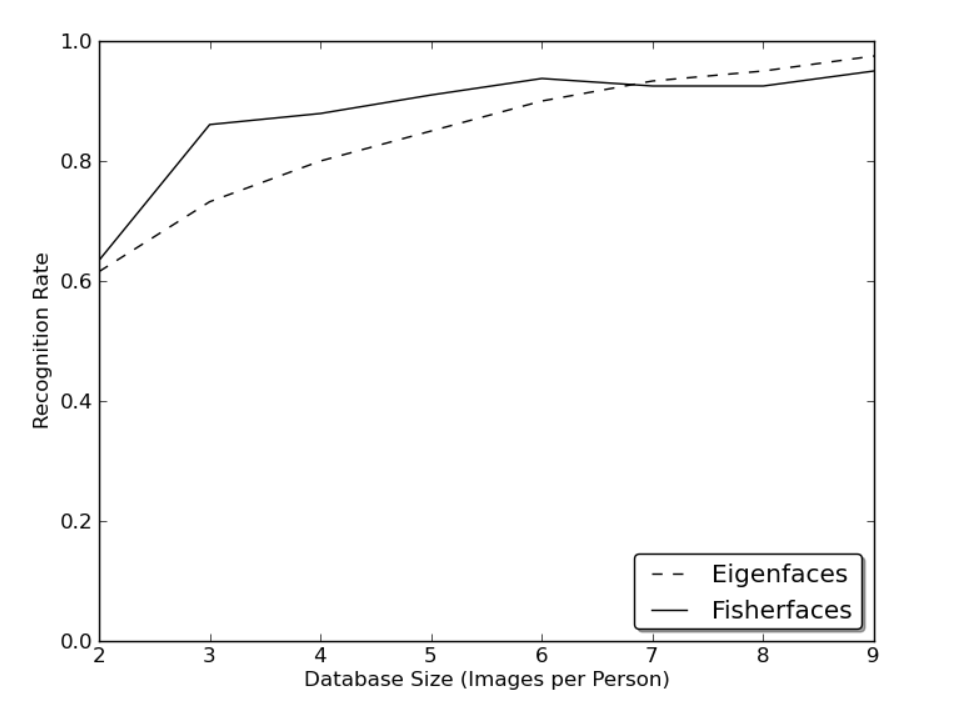 1.0
0.8
0.6
0.4
0.2
0.0
Recognition Rate
2 3 4 5 6 7 8 9
Database Size (Images per Person)
Eigenfaces
Fisherfaces